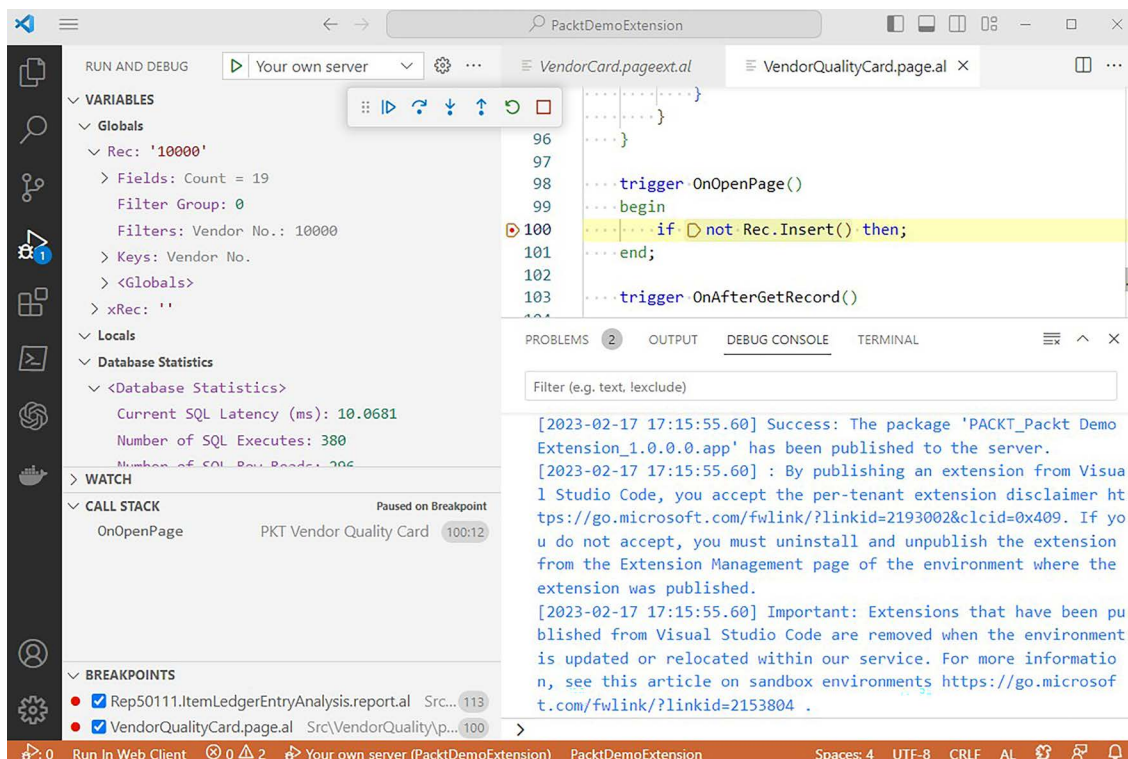 PacktDemoExtension
RUN AND DEBUG
Your own server
VARIABLES
Globals
Rec: '10000'
Fields: Count = 19
Filter Group: 0
Filters: Vendor No.: 10000
Keys: Vendor No.
<Globals>
xRec: ''
Locals
Database Statistics
<Database Statistics>
Current SQL Latency (ms): 10.0681
Number of SQL Executes: 380
Number of SQL Row Reads: 296
WATCH
CALL STACK
Paused on Breakpoint
OnOpenPage
PKT Vendor Quality Card
100:12
BREAKPOINTS
Rep50111.ItemLedgerEntryAnalysis.report.al Src... 113
VendorQualityCard.page.al Src\VendorQuality\p... 100
1
VendorCard.pageext.al
VendorQualityCard.page.al
}
}
96 }
97
98 trigger OnOpenPage()
99 begin
100 if not Rec.Insert() then;
101 end;
102
103 trigger OnAfterGetRecord()
104
PROBLEMS 2 OUTPUT DEBUG CONSOLE TERMINAL
Filter (e.g. text, !exclude)
[2023-02-17 17:15:55.60] Success: The package 'PACKT_Packt Demo
Extension_1.0.0.0.app' has been published to the server.
[2023-02-17 17:15:55.60] : By publishing an extension from Visua
l Studio Code, you accept the per-tenant extension disclaimer ht
tps://go.microsoft.com/fwlink/?linkid=2193002&clcid=0x409. If yo
u do not accept, you must uninstall and unpublish the extension
from the Extension Management page of the environment where the
extension was published.
[2023-02-17 17:15:55.60] Important: Extensions that have been pu
blished from Visual Studio Code are removed when the environment
is updated or relocated within our service. For more informatio
n, see this article on sandbox environments https://go.microsof
t.com/fwlink/?linkid=2153804 .
0 Run In Web Client 0 2 Your own server (PacktDemoExtension) PacktDemoExtension Spaces: 4 UTF-8 CRLF AL